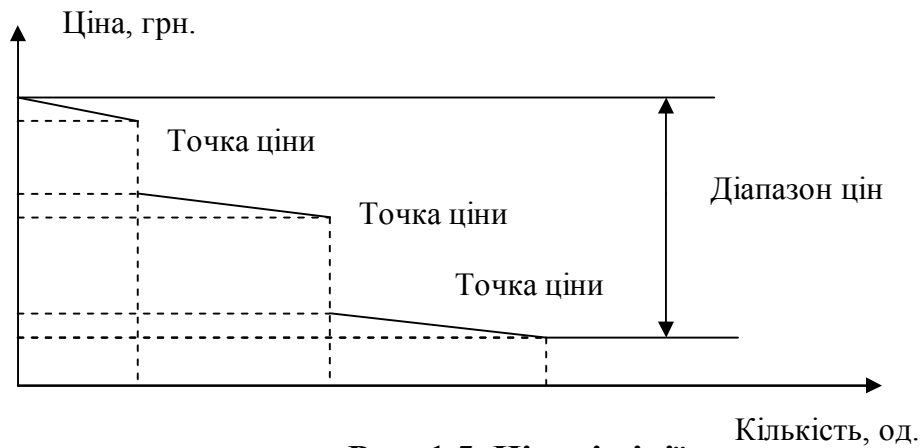 Ціна, грн.
Точка ціни
Діапазон цін
Точка ціни
Точка ціни
Кількість, од.